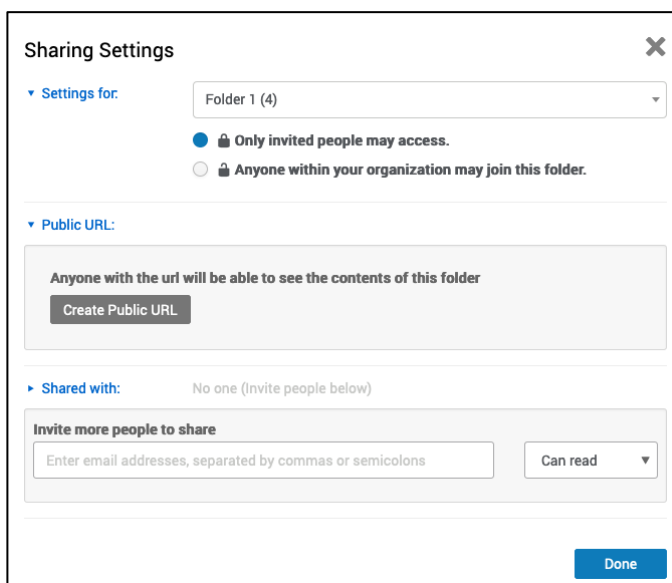 Sharing Settings
Settings for:
Folder 1 (4)
Only invited people may access.
Anyone within your organization may join this folder.
Public URL:
Anyone with the url will be able to see the contents of this folder
Create Public URL
Shared with: No one (Invite people below)
Invite more people to share
Enter email addresses, separated by commas or semicolons
Can read
Done